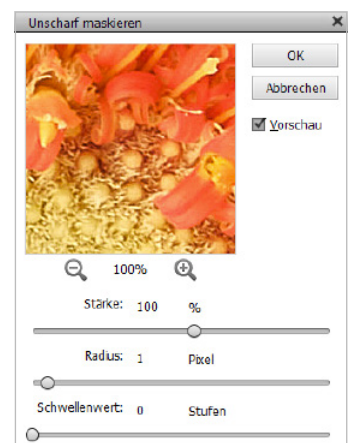 Unscharf maskieren
OK
Abbrechen
Vorschau
100%
Stärke: 100 %
Radius: 1 Pixel
Schwellenwert: 0 Stufen